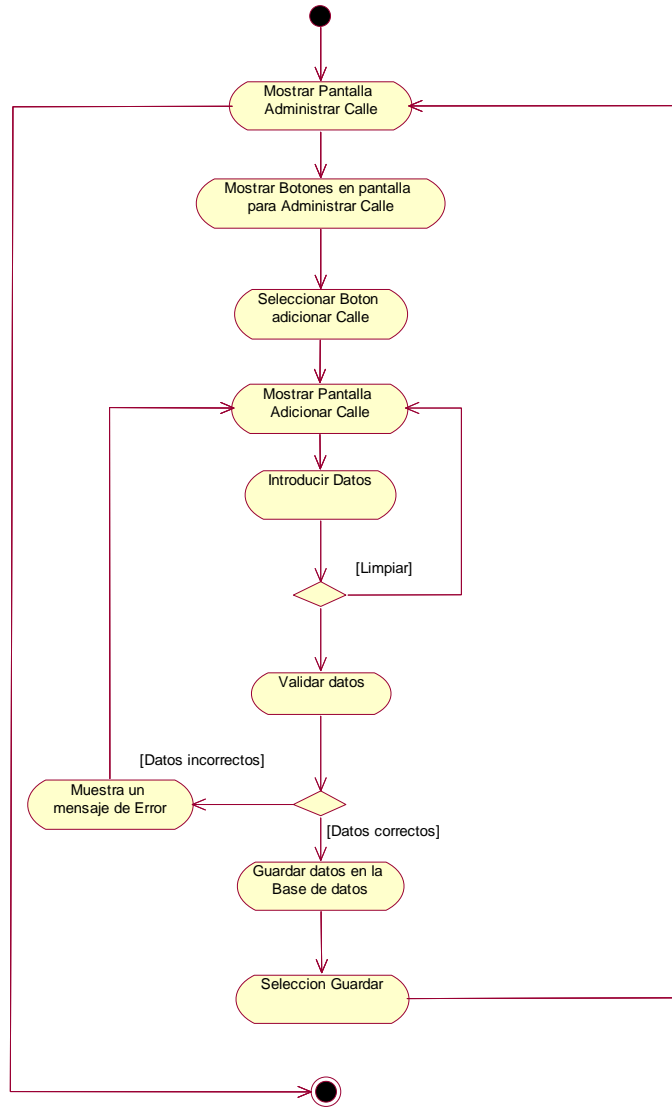 Mostrar Pantalla
Administrar Calle
Mostrar Botones en pantalla
para Administrar Calle
Seleccionar Boton
adicionar Calle
Mostrar Pantalla
Adicionar Calle
Introducir Datos
[Limpiar]
Validar datos
[Datos incorrectos]
Muestra un
mensaje de Error
[Datos correctos]
Guardar datos en la
Base de datos
Seleccion Guardar